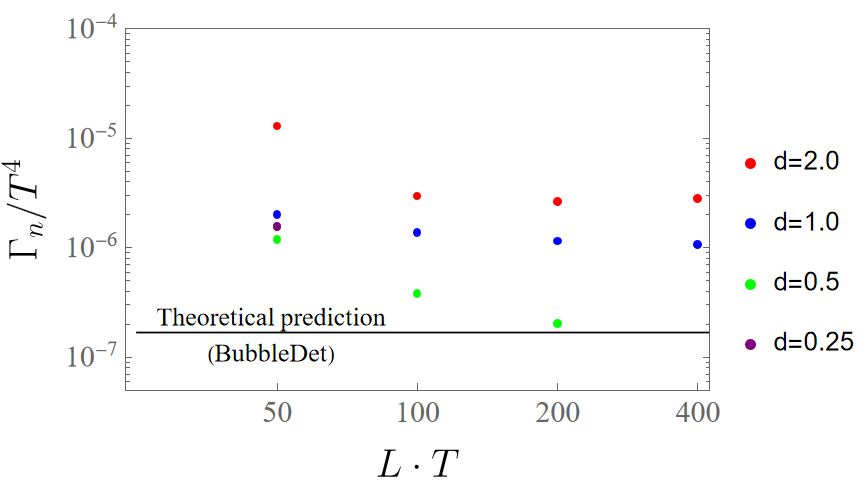 10⁻⁴
10⁻⁵
10⁻⁶
10⁻⁷
Γₙ/T⁴
Theoretical prediction
(BubbleDet)
50 100 200 400
L · T
d=2.0
d=1.0
d=0.5
d=0.25